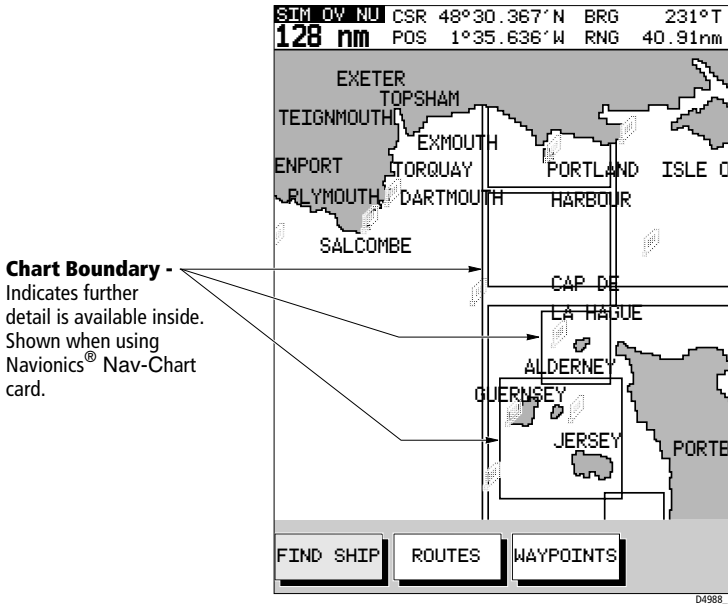 SIM OV NU CSR 48°30.367'N BRG 231°T
128 nm POS 1°35.636'W RNG 40.91nm
EXETER
TOPSHAM
TEIGNMOUTH
EXMOUTH
ENPORT TORQUAY PORTLAND ISLE O
PLYMOUTH DARTMOUTH HARBOUR
SALCOMBE
Chart Boundary -
Indicates further
detail is available inside.
Shown when using
Navionics® Nav-Chart
card.
CAP DE
LA HAGUE
ALDERNEY
GUERNSEY
JERSEY
PORTB
FIND SHIP ROUTES WAYPOINTS
D4988